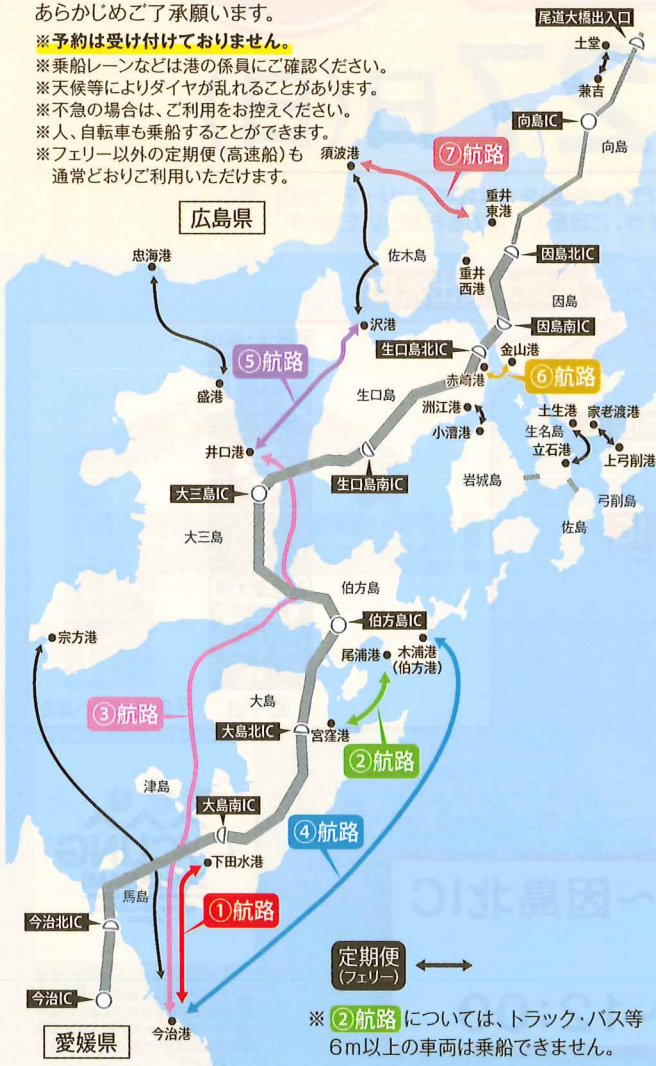 あらかじめご了承願います。
※予約は受け付けておりません。
※乗船レーンなどは港の係員にご確認ください。
※天候等によりダイヤが乱れることがあります。
※不急の場合は、ご利用をお控えください。
※人、自転車も乗船することができます。
※フェリー以外の定期便(高速船)も
通常どおりご利用いただけます。
尾道大橋出入口
土堂
兼吉
向島IC
向島
須波港
⑦航路
重井
東港
広島県
佐木島
重井
西港
因島北IC
忠海港
因島
沢港
因島南IC
生口島北IC
金山港
⑤航路
赤崎港
⑥航路
盛港
生口島
洲江港
土生港
家老渡港
小漕港
生名島
井口港
立石港
上弓削港
生口島南IC
岩城島
大三島IC
弓削島
佐島
大三島
伯方島
伯方島IC
宗方港
尾浦港
木浦港
(伯方港)
大島
③航路
大島北IC
宮窪港
②航路
津島
大島南IC
④航路
下田水港
馬島
①航路
今治北IC
定期便
(フェリー)
今治IC
今治港
※②航路については、トラック・バス等
6m以上の車両は乗船できません。
愛媛県
～因島北IC